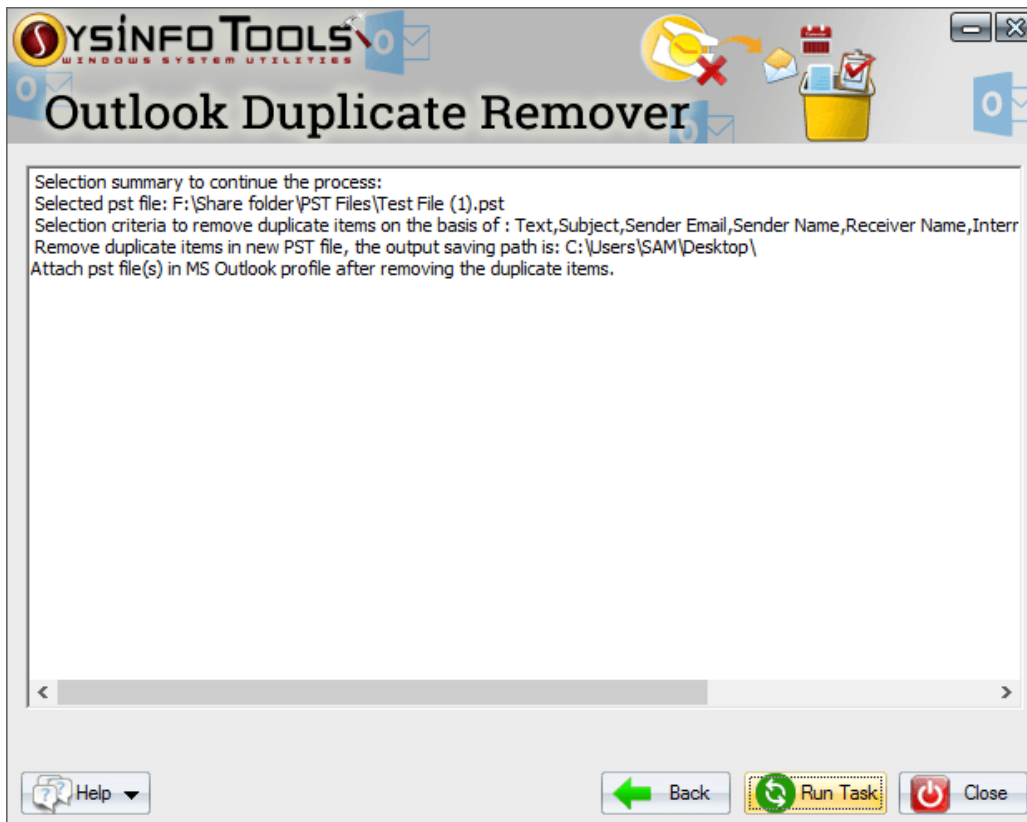 SYSINFOTOOLS
WINDOWS SYSTEM UTILITIES
Outlook Duplicate Remover
Selection summary to continue the process:
Selected pst file: F:\Share folder\PST Files\Test File (1).pst
Selection criteria to remove duplicate items on the basis of : Text,Subject,Sender Email,Sender Name,Receiver Name,Interr
Remove duplicate items in new PST file, the output saving path is: C:\Users\SAM\Desktop\
Attach pst file(s) in MS Outlook profile after removing the duplicate items.
Help
Back
Run Task
Close